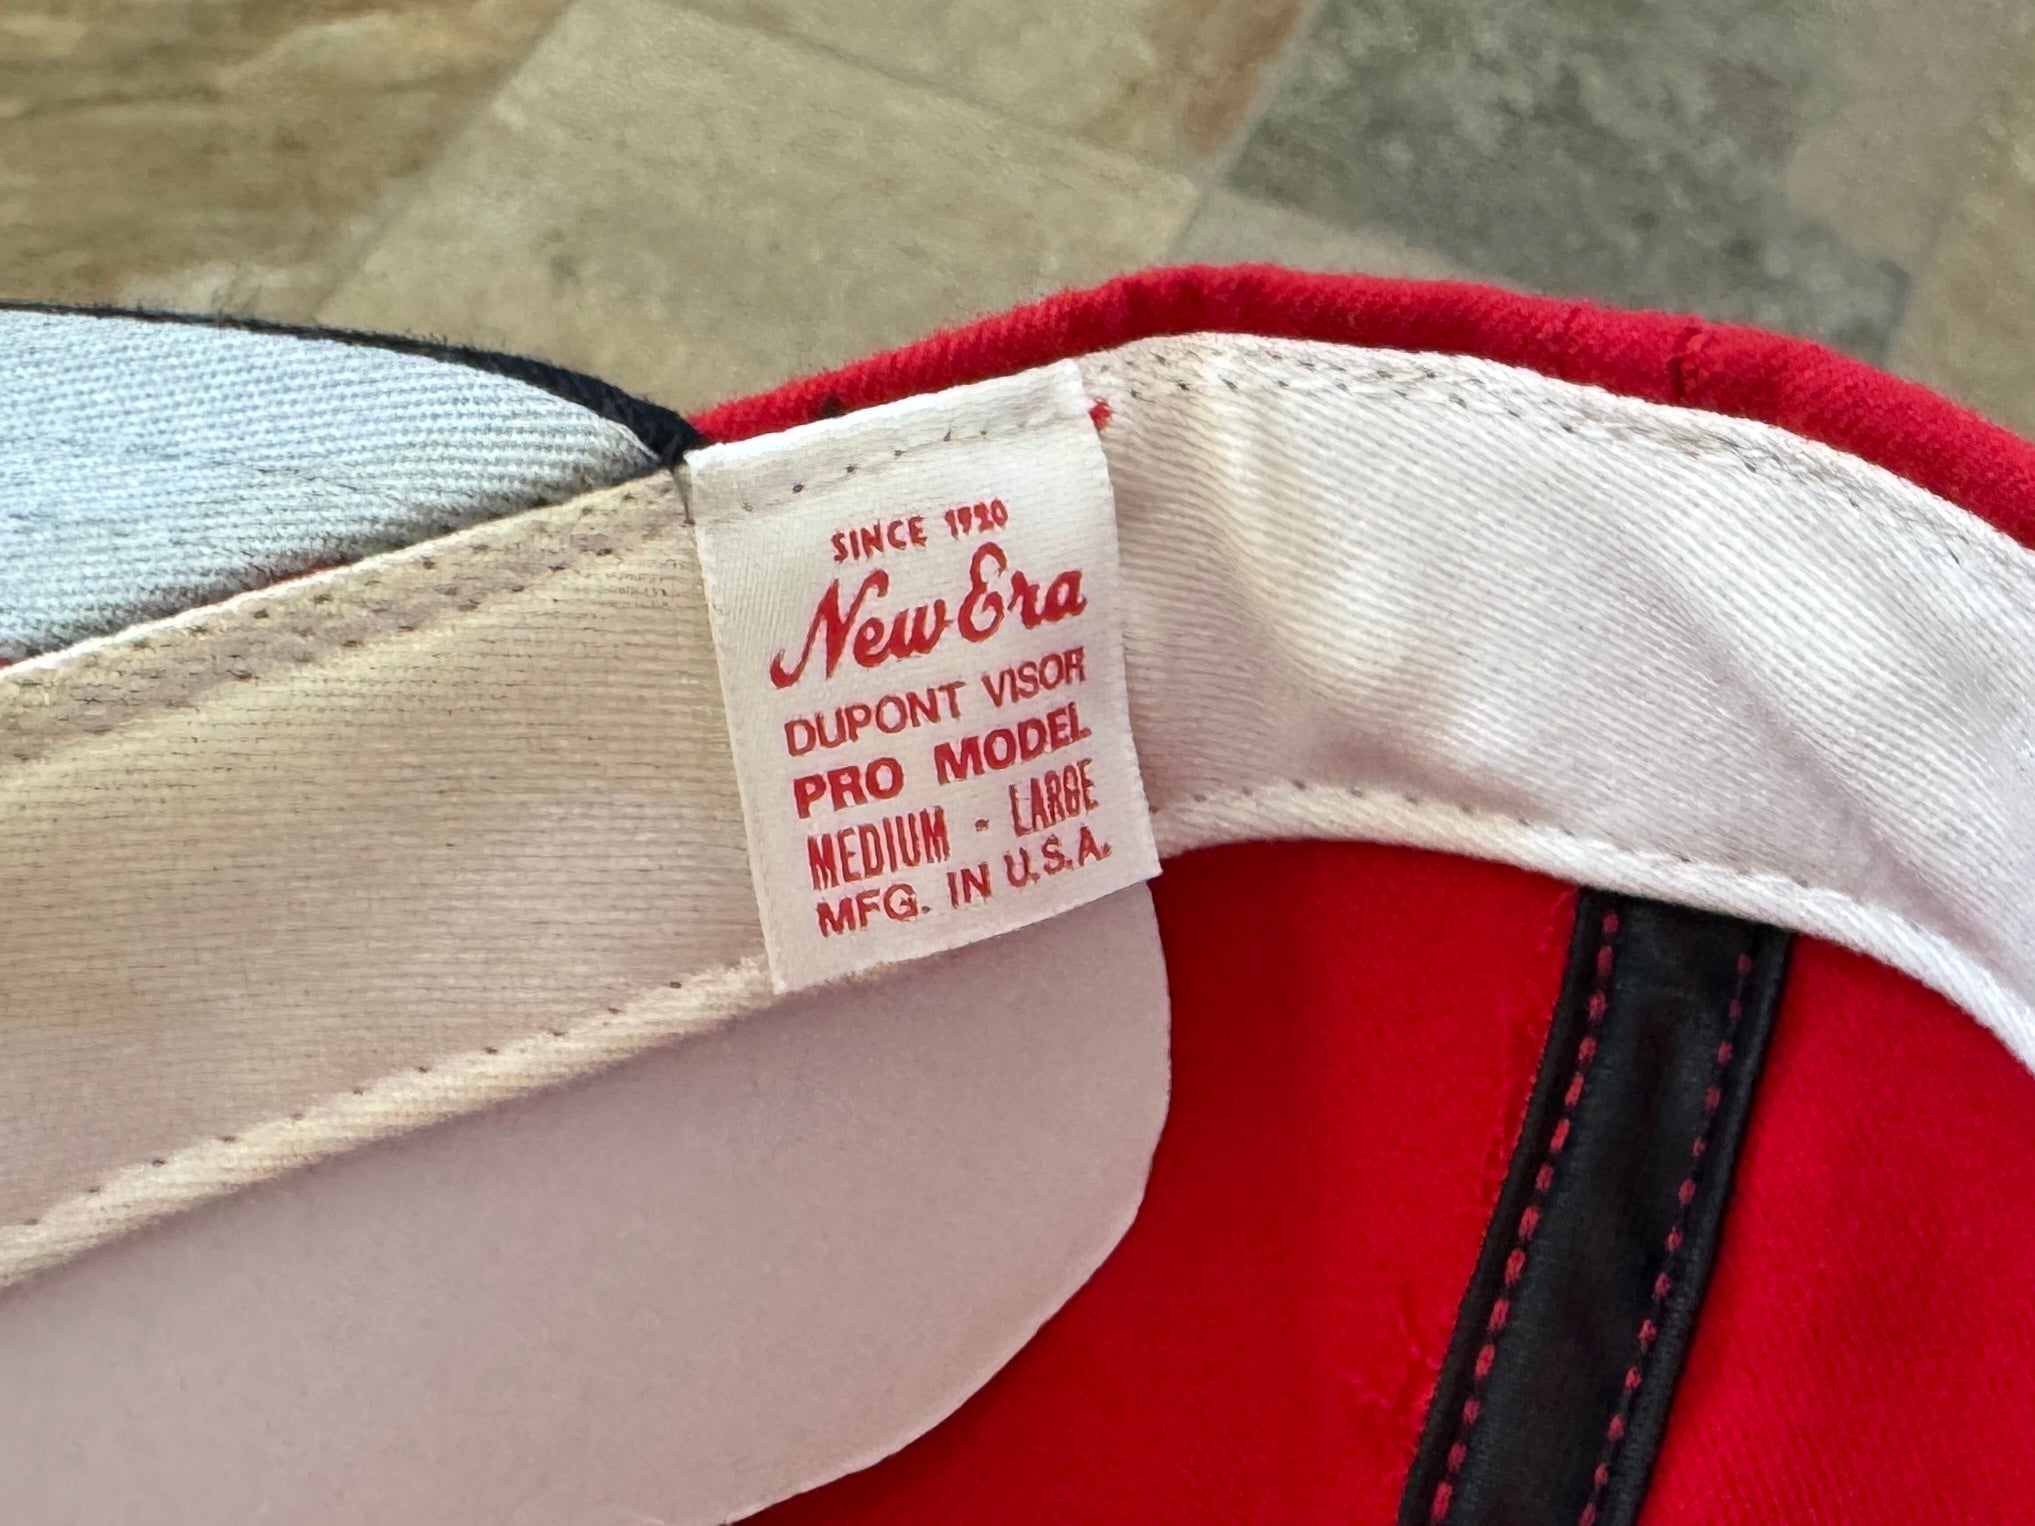 SINCE 1920
New Era
DUPONT VISOR
PRO MODEL
MEDIUM - LARGE
MFG. IN U.S.A.